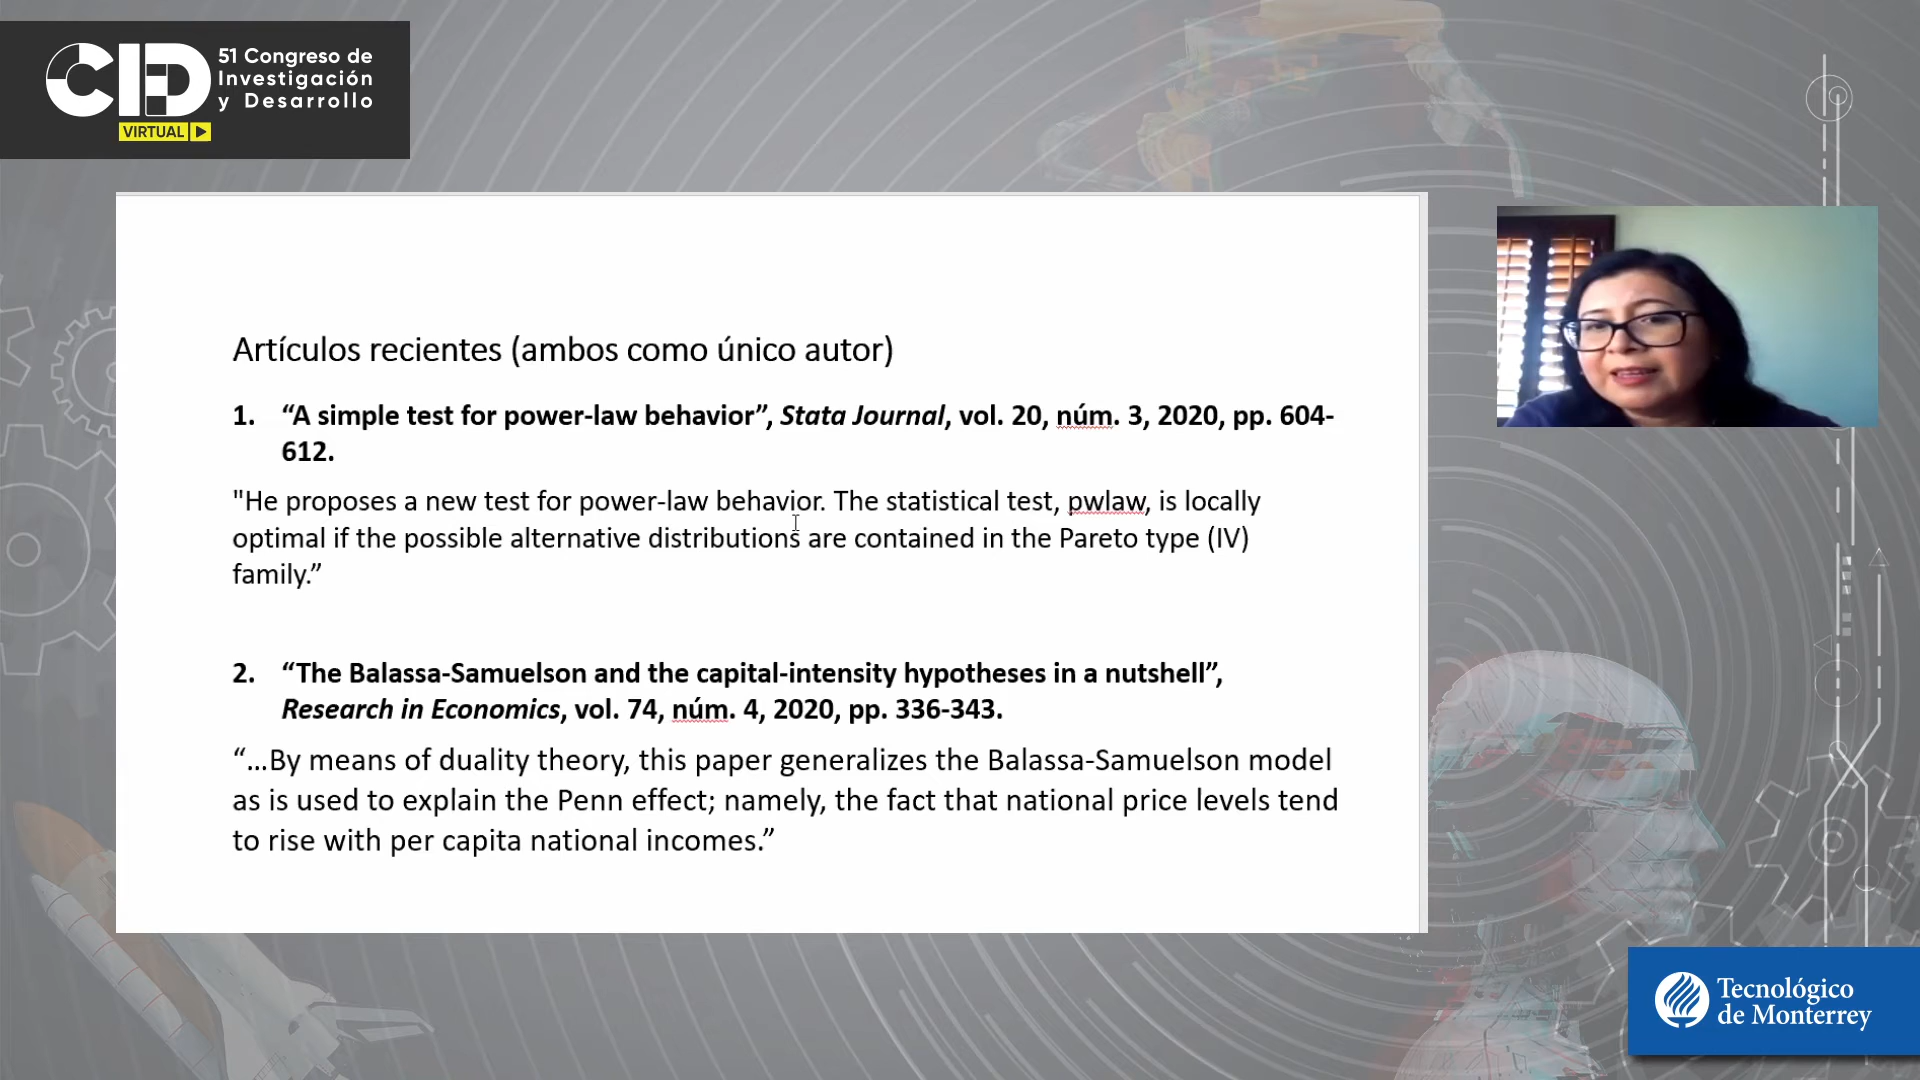 CID
51 Congreso de
Investigación
y Desarrollo
VIRTUAL
Artículos recientes (ambos como único autor)
1. “A simple test for power-law behavior”, Stata Journal, vol. 20, núm. 3, 2020, pp. 604-
612.
"He proposes a new test for power-law behavior. The statistical test, pwlaw, is locally
optimal if the possible alternative distributions are contained in the Pareto type (IV)
family.”
2. “The Balassa-Samuelson and the capital-intensity hypotheses in a nutshell”,
Research in Economics, vol. 74, núm. 4, 2020, pp. 336-343.
“...By means of duality theory, this paper generalizes the Balassa-Samuelson model
as is used to explain the Penn effect; namely, the fact that national price levels tend
to rise with per capita national incomes.”
Tecnológico
de Monterrey